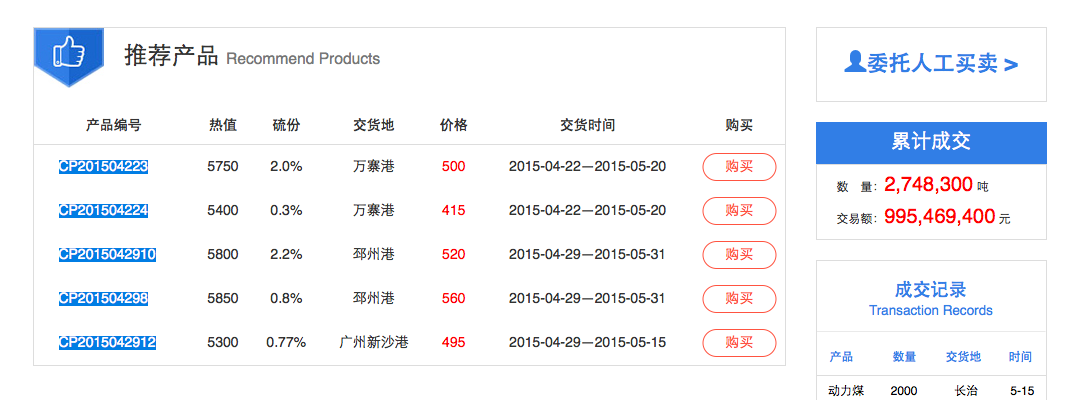 推荐产品 Recommend Products
产品编号 热值 硫份 交货地 价格 交货时间 购买
CP201504223 5750 2.0% 万寨港 500 2015-04-22—2015-05-20 购买
CP201504224 5400 0.3% 万寨港 415 2015-04-22—2015-05-20 购买
CP2015042910 5800 2.2% 邳州港 520 2015-04-29—2015-05-31 购买
CP201504298 5850 0.8% 邳州港 560 2015-04-29—2015-05-31 购买
CP2015042912 5300 0.77% 广州新沙港 495 2015-04-29—2015-05-15 购买
委托人工买卖 >
累计成交
数 量: 2,748,300 吨
交易额: 995,469,400 元
成交记录
Transaction Records
产品 数量 交货地 时间
动力煤 2000 长治 5-15